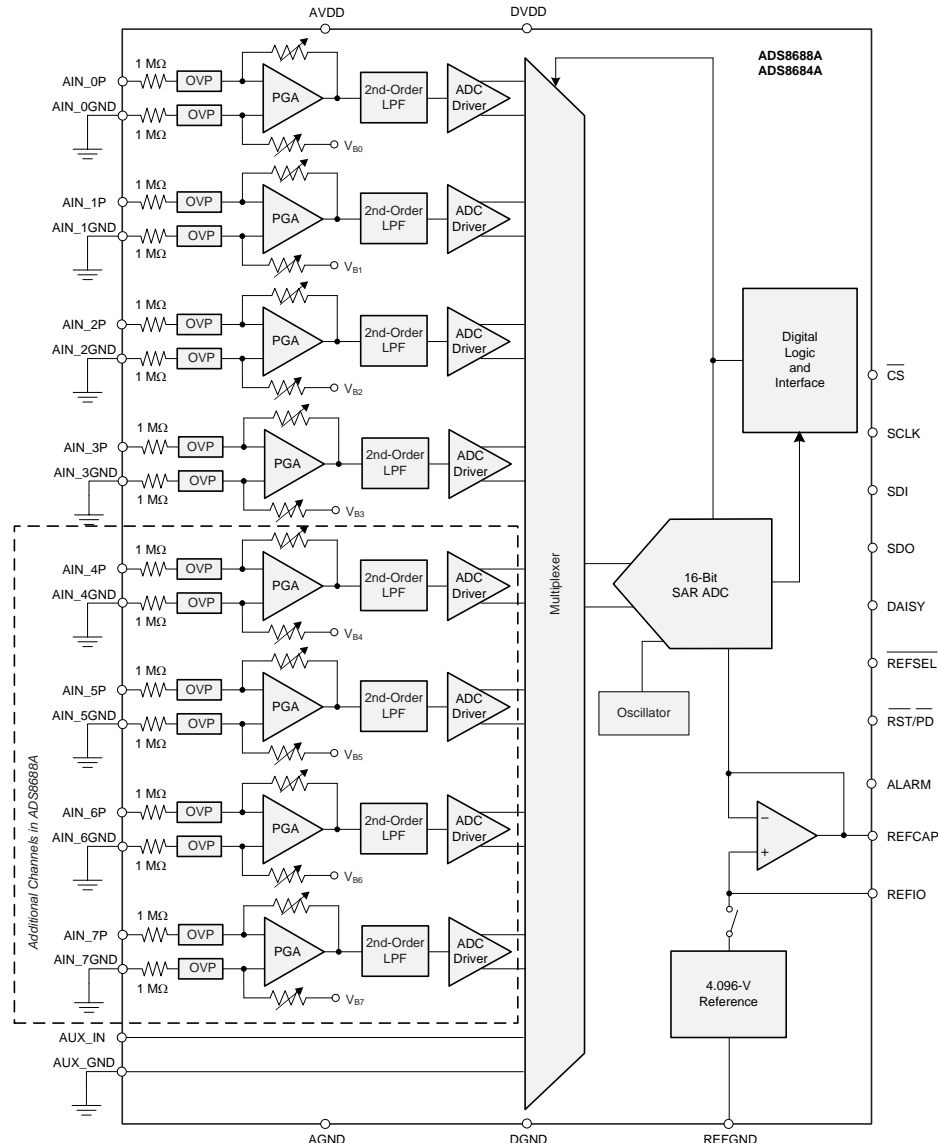 AVDD
DVDD
ADS8688A
ADS8684A
AIN_0P
1 MΩ
OVP
PGA
2nd-Order
LPF
ADC
Driver
AIN_0GND
OVP
1 MΩ
VB0
AIN_1P
1 MΩ
OVP
PGA
2nd-Order
LPF
ADC
Driver
AIN_1GND
OVP
1 MΩ
VB1
AIN_2P
1 MΩ
OVP
PGA
2nd-Order
LPF
ADC
Driver
AIN_2GND
OVP
1 MΩ
VB2
AIN_3P
1 MΩ
OVP
PGA
2nd-Order
LPF
ADC
Driver
AIN_3GND
OVP
1 MΩ
VB3
Additional Channels in ADS8688A
AIN_4P
1 MΩ
OVP
PGA
2nd-Order
LPF
ADC
Driver
AIN_4GND
OVP
1 MΩ
VB4
AIN_5P
1 MΩ
OVP
PGA
2nd-Order
LPF
ADC
Driver
AIN_5GND
OVP
1 MΩ
VB5
AIN_6P
1 MΩ
OVP
PGA
2nd-Order
LPF
ADC
Driver
AIN_6GND
OVP
1 MΩ
VB6
AIN_7P
1 MΩ
OVP
PGA
2nd-Order
LPF
ADC
Driver
AIN_7GND
OVP
1 MΩ
VB7
AUX_IN
AUX_GND
Multiplexer
Digital
Logic
and
Interface
16-Bit
SAR ADC
Oscillator
−
+
4.096-V
Reference
CS
SCLK
SDI
SDO
DAISY
REFSEL
RST/PD
ALARM
REFCAP
REFIO
AGND
DGND
REFGND